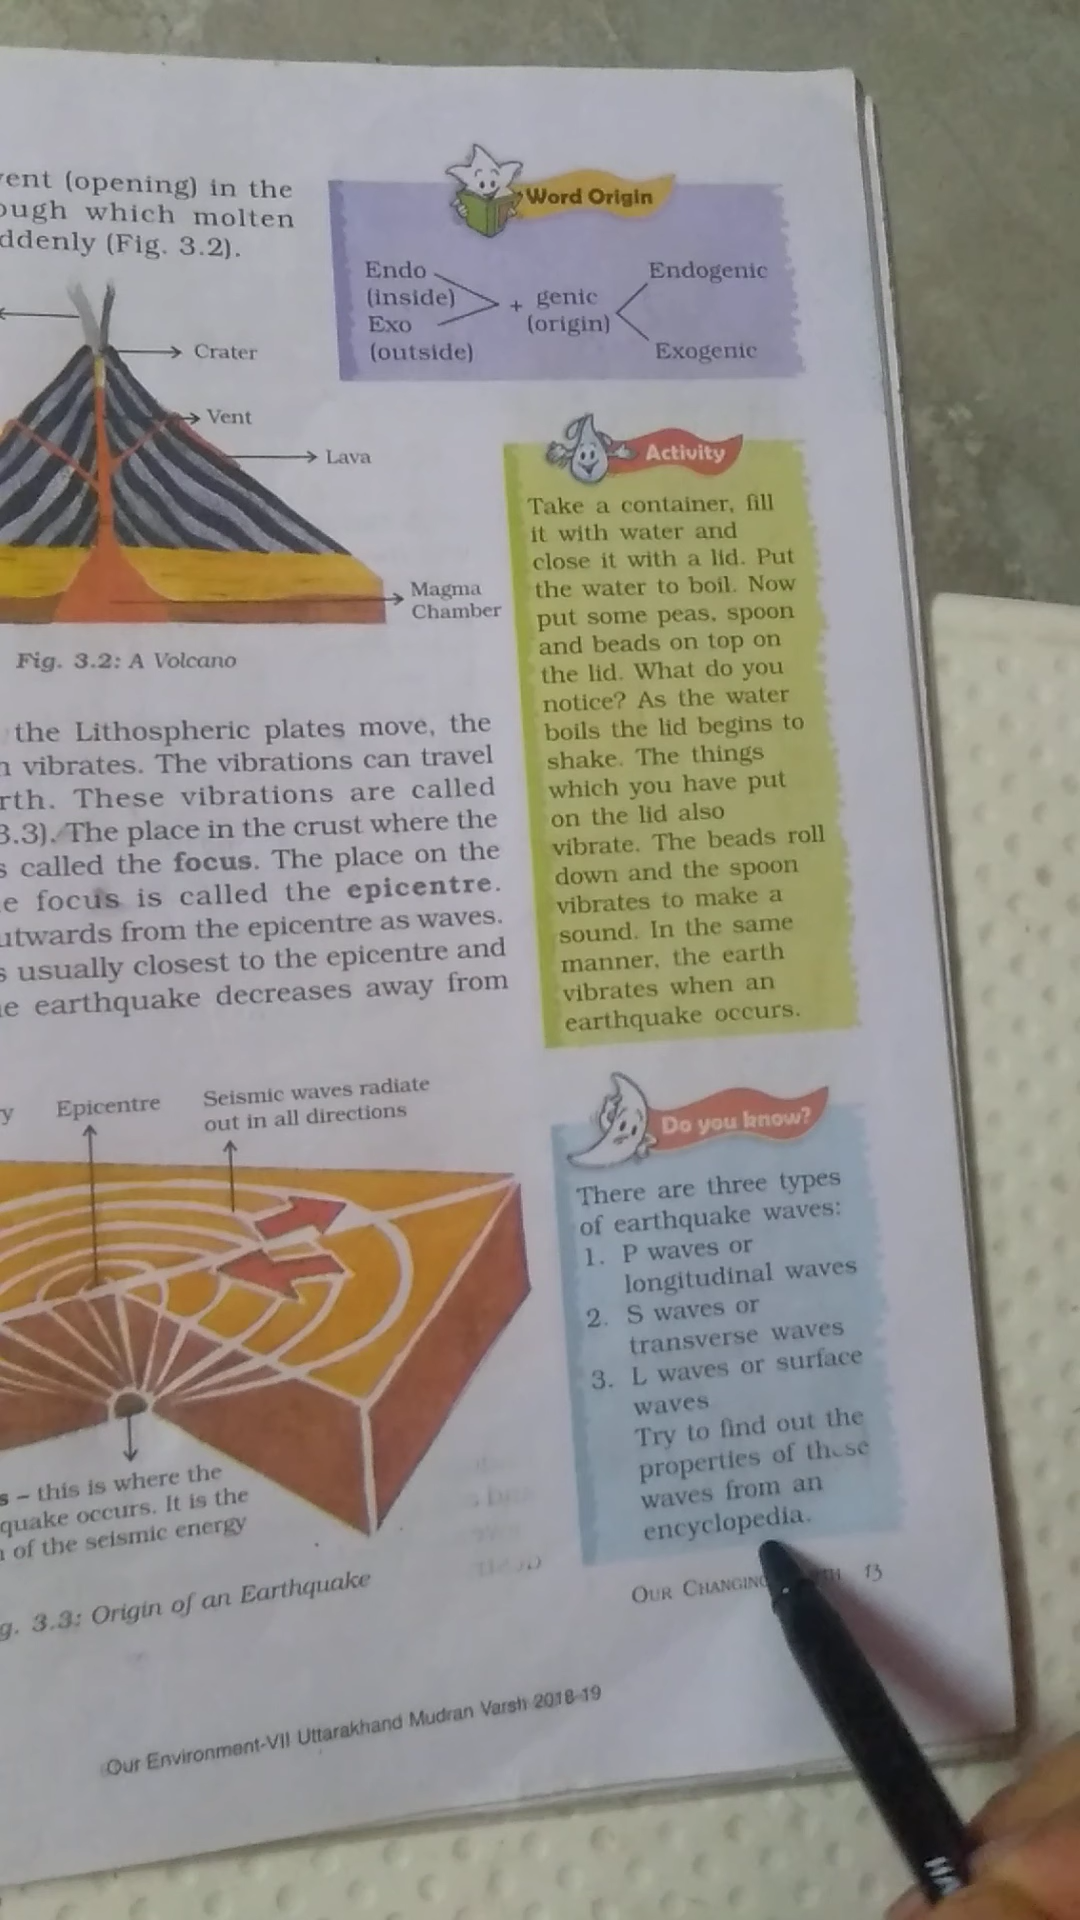 (opening) in the
which molten
(Fig. 3.2).
Crater
Vent
Lava
Magma
Chamber
Fig. 3.2: A Volcano
the Lithospheric plates move, the
vibrates. The vibrations can travel
These vibrations are called
3.3). The place in the crust where the
called the focus. The place on the
focus is called the epicentre.
from the epicentre as waves.
usually closest to the epicentre and
earthquake decreases away from
Epicentre
Seismic waves radiate
out in all directions
– this is where the
occurs. It is the
of the seismic energy
3.3: Origin of an Earthquake
Word Origin
Endo
(inside)
Exo
(outside)
+ genic
(origin)
Endogenic
Exogenic
Activity
Take a container, fill
it with water and
close it with a lid. Put
the water to boil. Now
put some peas, spoon
and beads on top on
the lid. What do you
notice? As the water
boils the lid begins to
shake. The things
which you have put
on the lid also
vibrate. The beads roll
down and the spoon
vibrates to make a
sound. In the same
manner, the earth
vibrates when an
earthquake occurs.
Do you know?
There are three types
of earthquake waves:
1. P waves or
longitudinal waves
2. S waves or
transverse waves
3. L waves or surface
waves
Try to find out the
properties of these
waves from an
encyclopedia.
OUR CHANGING 13
Our Environment-VII Uttarakhand Mudran Varsh 2018-19